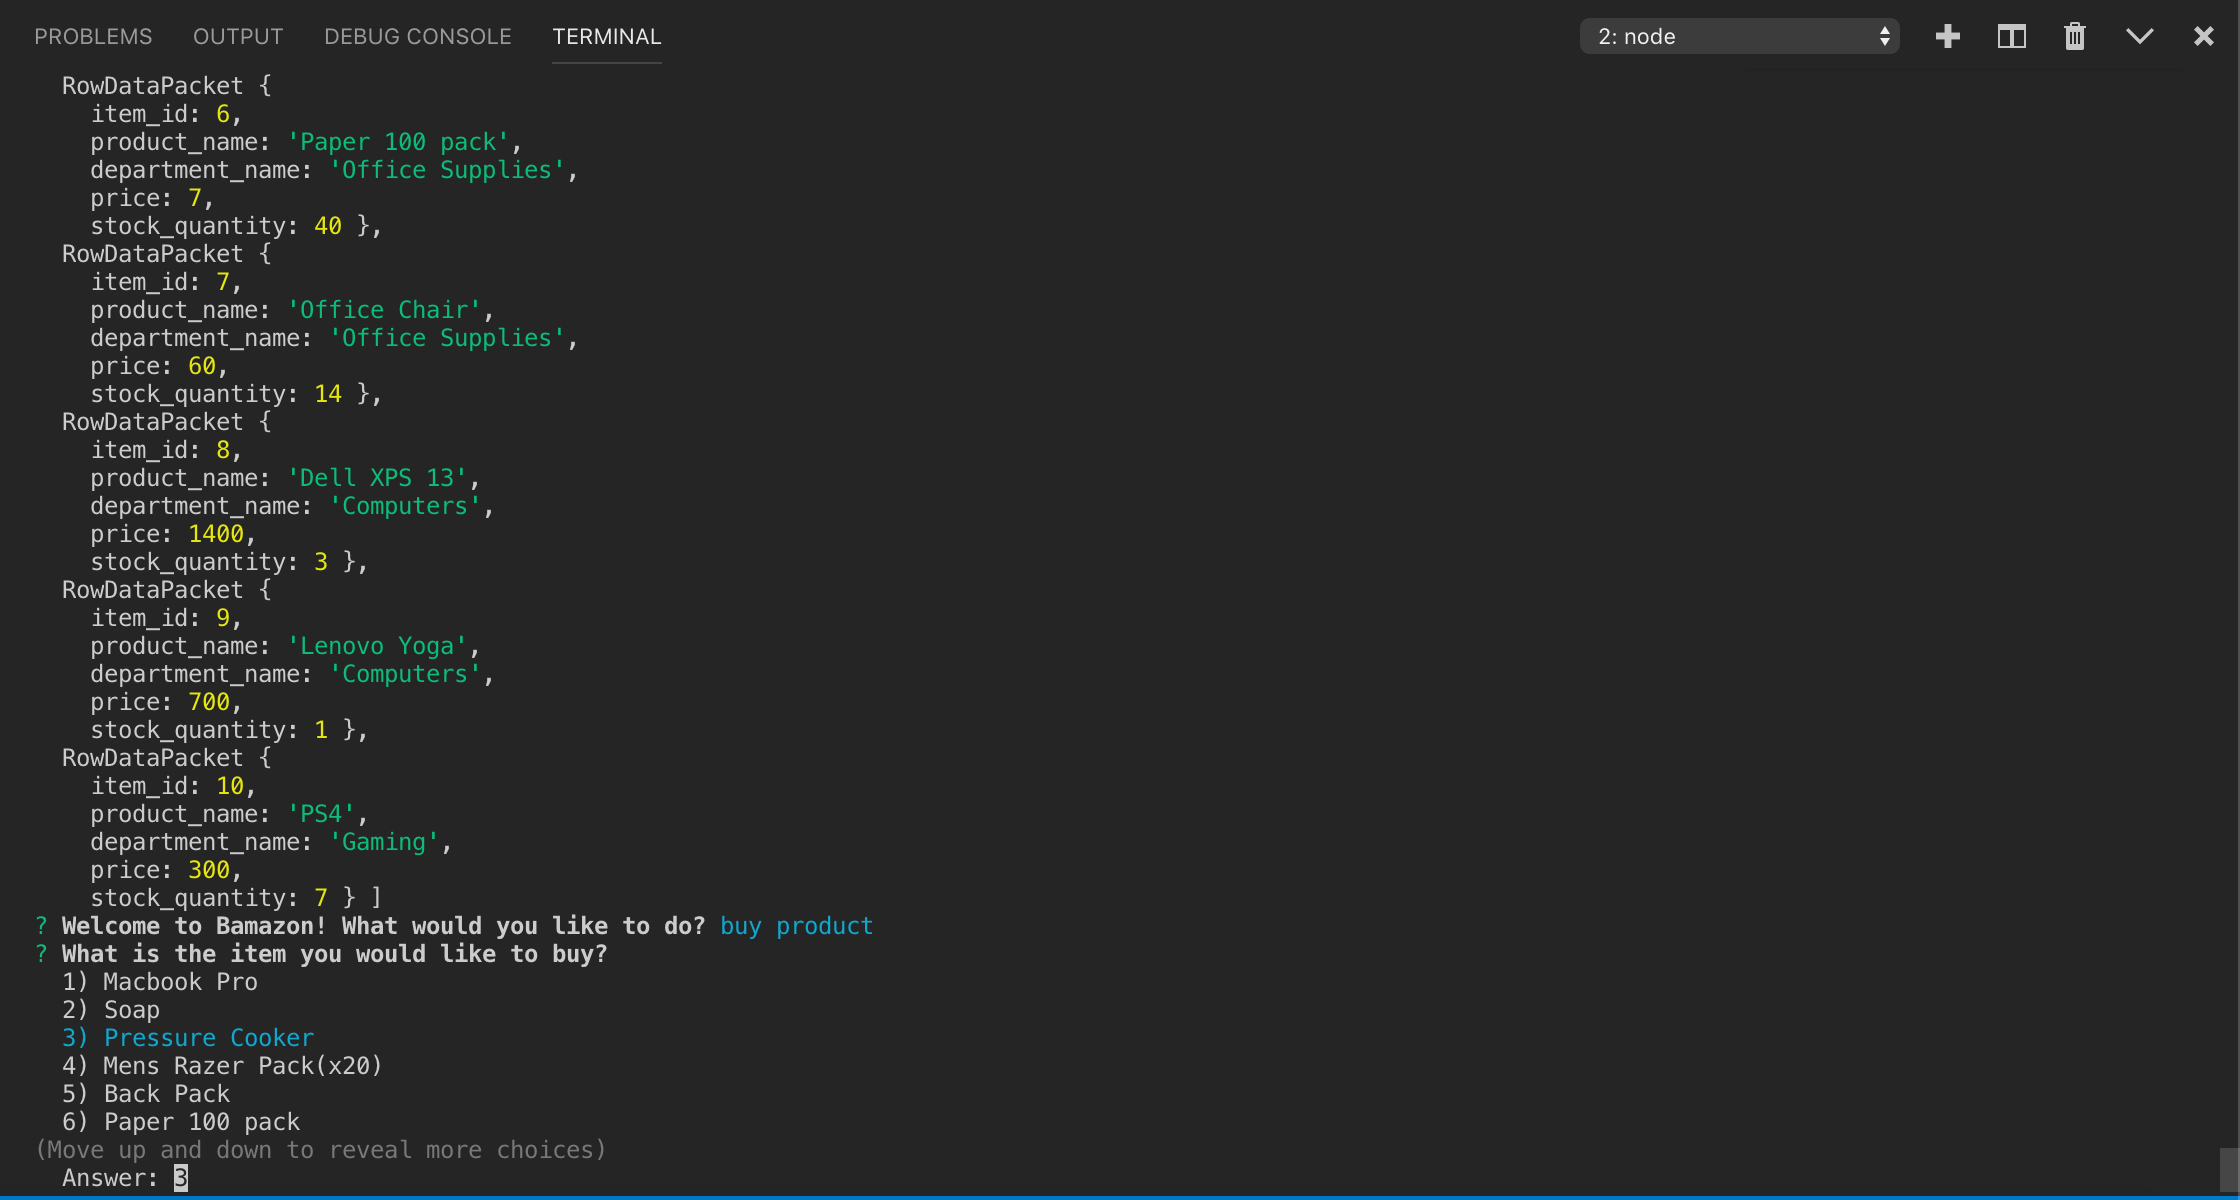 PROBLEMS OUTPUT DEBUG CONSOLE TERMINAL 2: node
RowDataPacket {
item_id: 6,
product_name: 'Paper 100 pack',
department_name: 'Office Supplies',
price: 7,
stock_quantity: 40 },
RowDataPacket {
item_id: 7,
product_name: 'Office Chair',
department_name: 'Office Supplies',
price: 60,
stock_quantity: 14 },
RowDataPacket {
item_id: 8,
product_name: 'Dell XPS 13',
department_name: 'Computers',
price: 1400,
stock_quantity: 3 },
RowDataPacket {
item_id: 9,
product_name: 'Lenovo Yoga',
department_name: 'Computers',
price: 700,
stock_quantity: 1 },
RowDataPacket {
item_id: 10,
product_name: 'PS4',
department_name: 'Gaming',
price: 300,
stock_quantity: 7 } ]
? Welcome to Bamazon! What would you like to do? buy product
? What is the item you would like to buy?
1) Macbook Pro
2) Soap
3) Pressure Cooker
4) Mens Razer Pack(x20)
5) Back Pack
6) Paper 100 pack
(Move up and down to reveal more choices)
Answer: 3